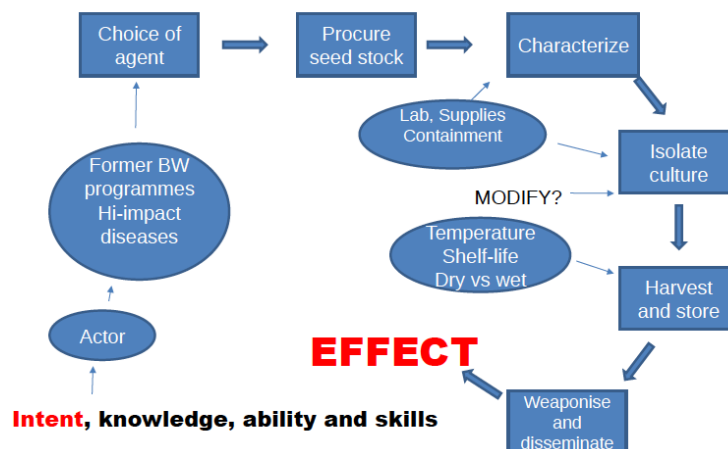 Choice of
agent
Procure
seed stock
Characterize
Lab, Supplies
Containment
Isolate
culture
MODIFY?
Former BW
programmes
Hi-impact
diseases
Temperature
Shelf-life
Dry vs wet
Harvest
and store
Actor
EFFECT
Weaponise
and
disseminate
Intent, knowledge, ability and skills